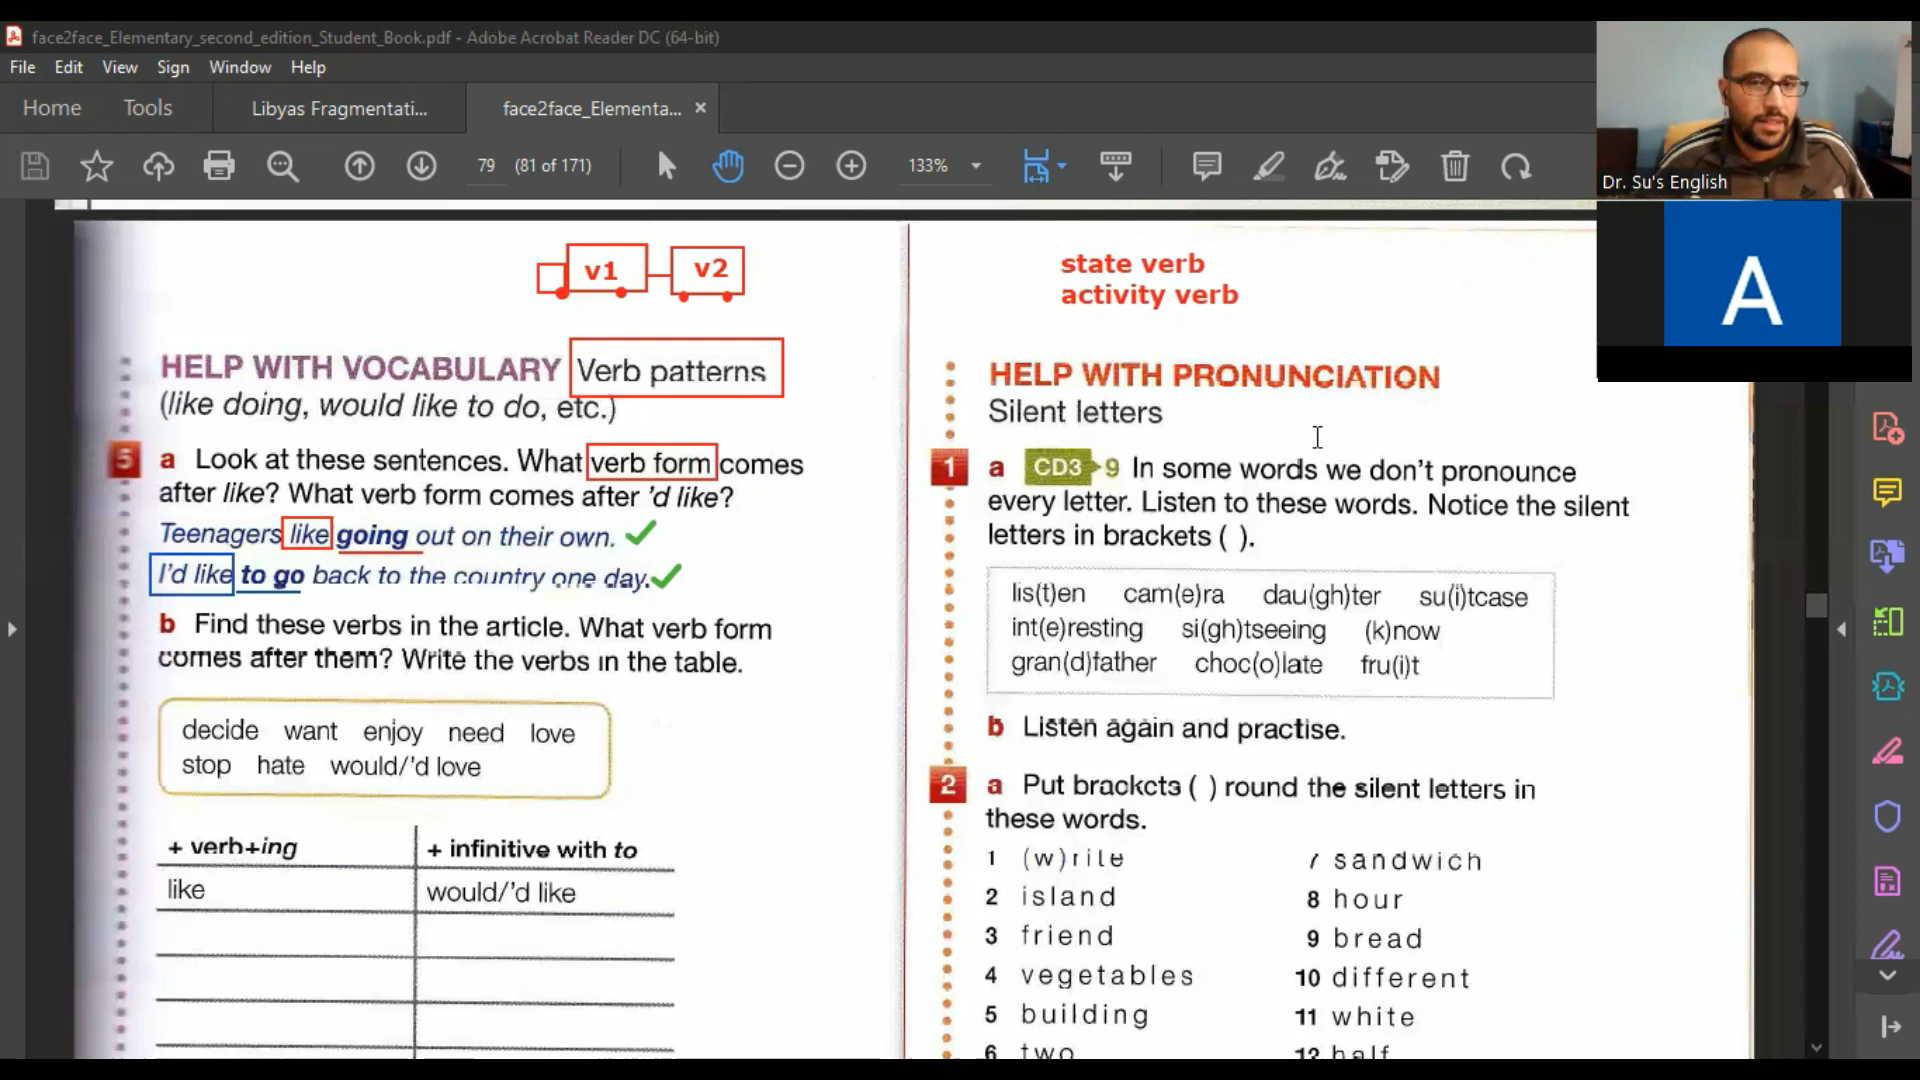 face2face_Elementary_second_edition_Student_Book.pdf - Adobe Acrobat Reader DC (64-bit)
File Edit View Sign Window Help
Home Tools Libyas Fragmentati... face2face_Elementa... ×
79 (81 of 171) 133%
Dr. Su's English
A
v1 v2
HELP WITH VOCABULARY Verb patterns
(like doing, would like to do, etc.)
5 a Look at these sentences. What verb form comes
after like? What verb form comes after 'd like?
Teenagers like going out on their own.
I'd like to go back to the country one day.
b Find these verbs in the article. What verb form
comes after them? Write the verbs in the table.
decide want enjoy need love
stop hate would/'d love
+ verb+ing + infinitive with to
like would/'d like
state verb
activity verb
HELP WITH PRONUNCIATION
Silent letters
1 a CD3 9 In some words we don't pronounce
every letter. Listen to these words. Notice the silent
letters in brackets ( ).
lis(t)en cam(e)ra dau(gh)ter su(i)tcase
int(e)resting si(gh)tseeing (k)now
gran(d)father choc(o)late fru(i)t
b Listen again and practise.
2 a Put brackets ( ) round the silent letters in
these words.
1 (w)rite 7 sandwich
2 island 8 hour
3 friend 9 bread
4 vegetables 10 different
5 building 11 white
6 two 12 half